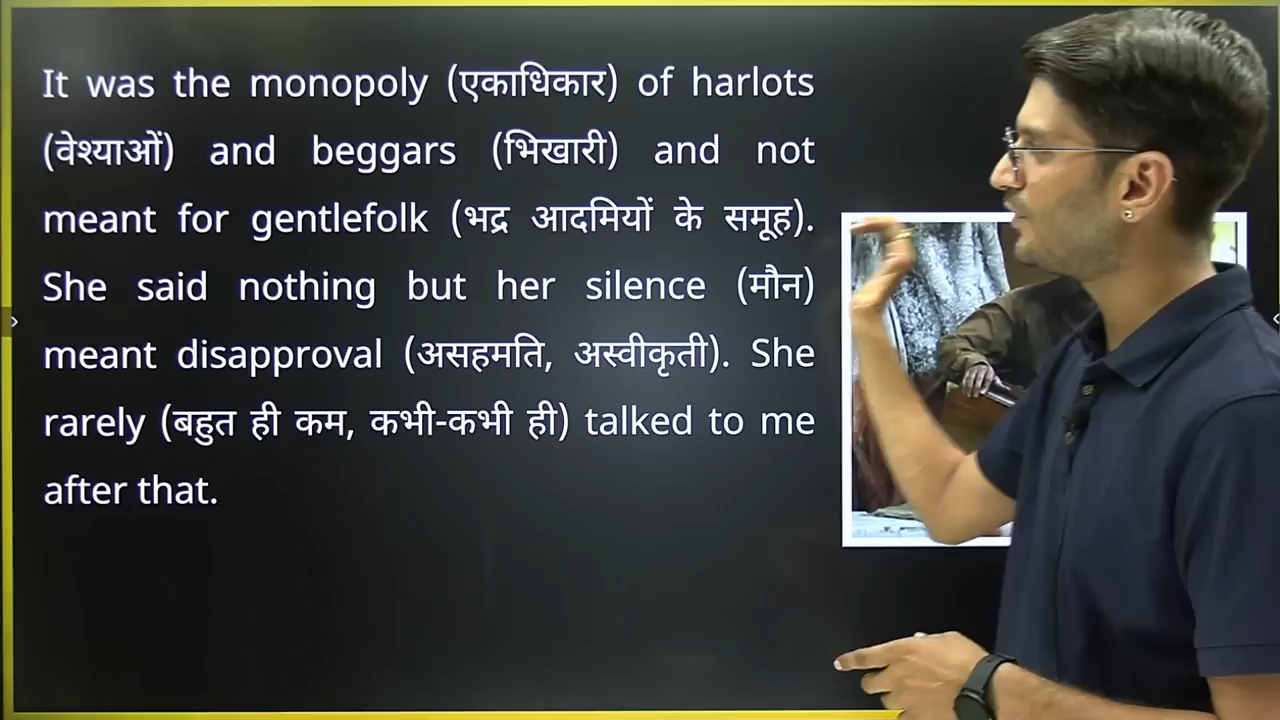 It was the monopoly (एकाधिकार) of harlots
(वेश्याओं) and beggars (भिखारी) and not
meant for gentlefolk (भद्र आदमियों के समूह).
She said nothing but her silence (मौन)
meant disapproval (असहमति, अस्वीकृती). She
rarely (बहुत ही कम, कभी-कभी ही) talked to me
after that.